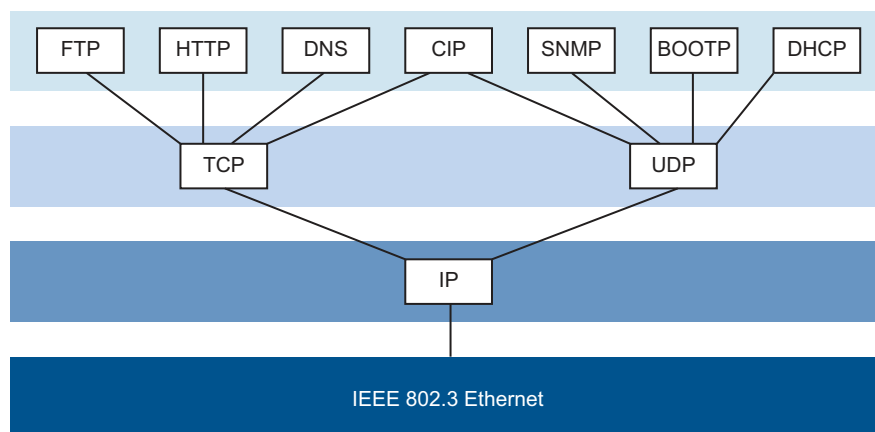 FTP
HTTP
DNS
CIP
SNMP
BOOTP
DHCP
TCP
UDP
IP
IEEE 802.3 Ethernet